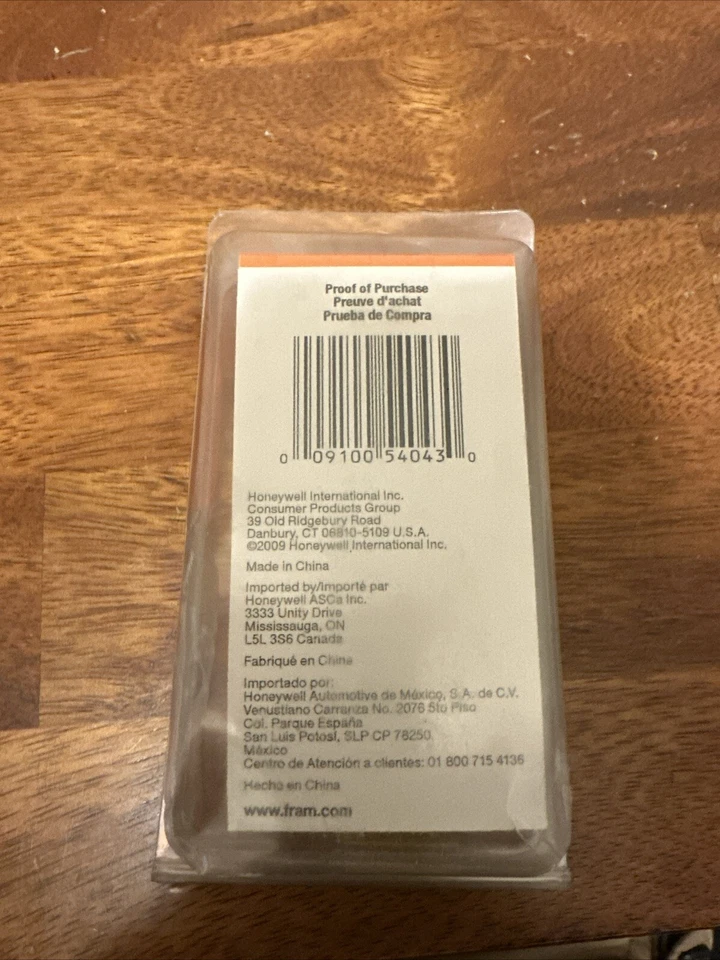 Proof of Purchase
Preuve d'achat
Prueba de Compra
0 09100 54043 0
Honeywell International Inc.
Consumer Products Group
39 Old Ridgebury Road
Danbury, CT 06810-5109 U.S.A.
©2009 Honeywell International Inc.
Made in China
Imported by/Importé par
Honeywell ASCa Inc.
3333 Unity Drive
Mississauga, ON
L5L 3S6 Canada
Fabriqué en Chine
Importado por:
Honeywell Automotive de México, S.A. de C.V.
Venustiano Carranza No. 2076 5to Piso
Col. Parque España
San Luis Potosí, SLP CP 78250
México
Centro de Atención a clientes: 01 800 715 4136
Hecho en China
www.fram.com